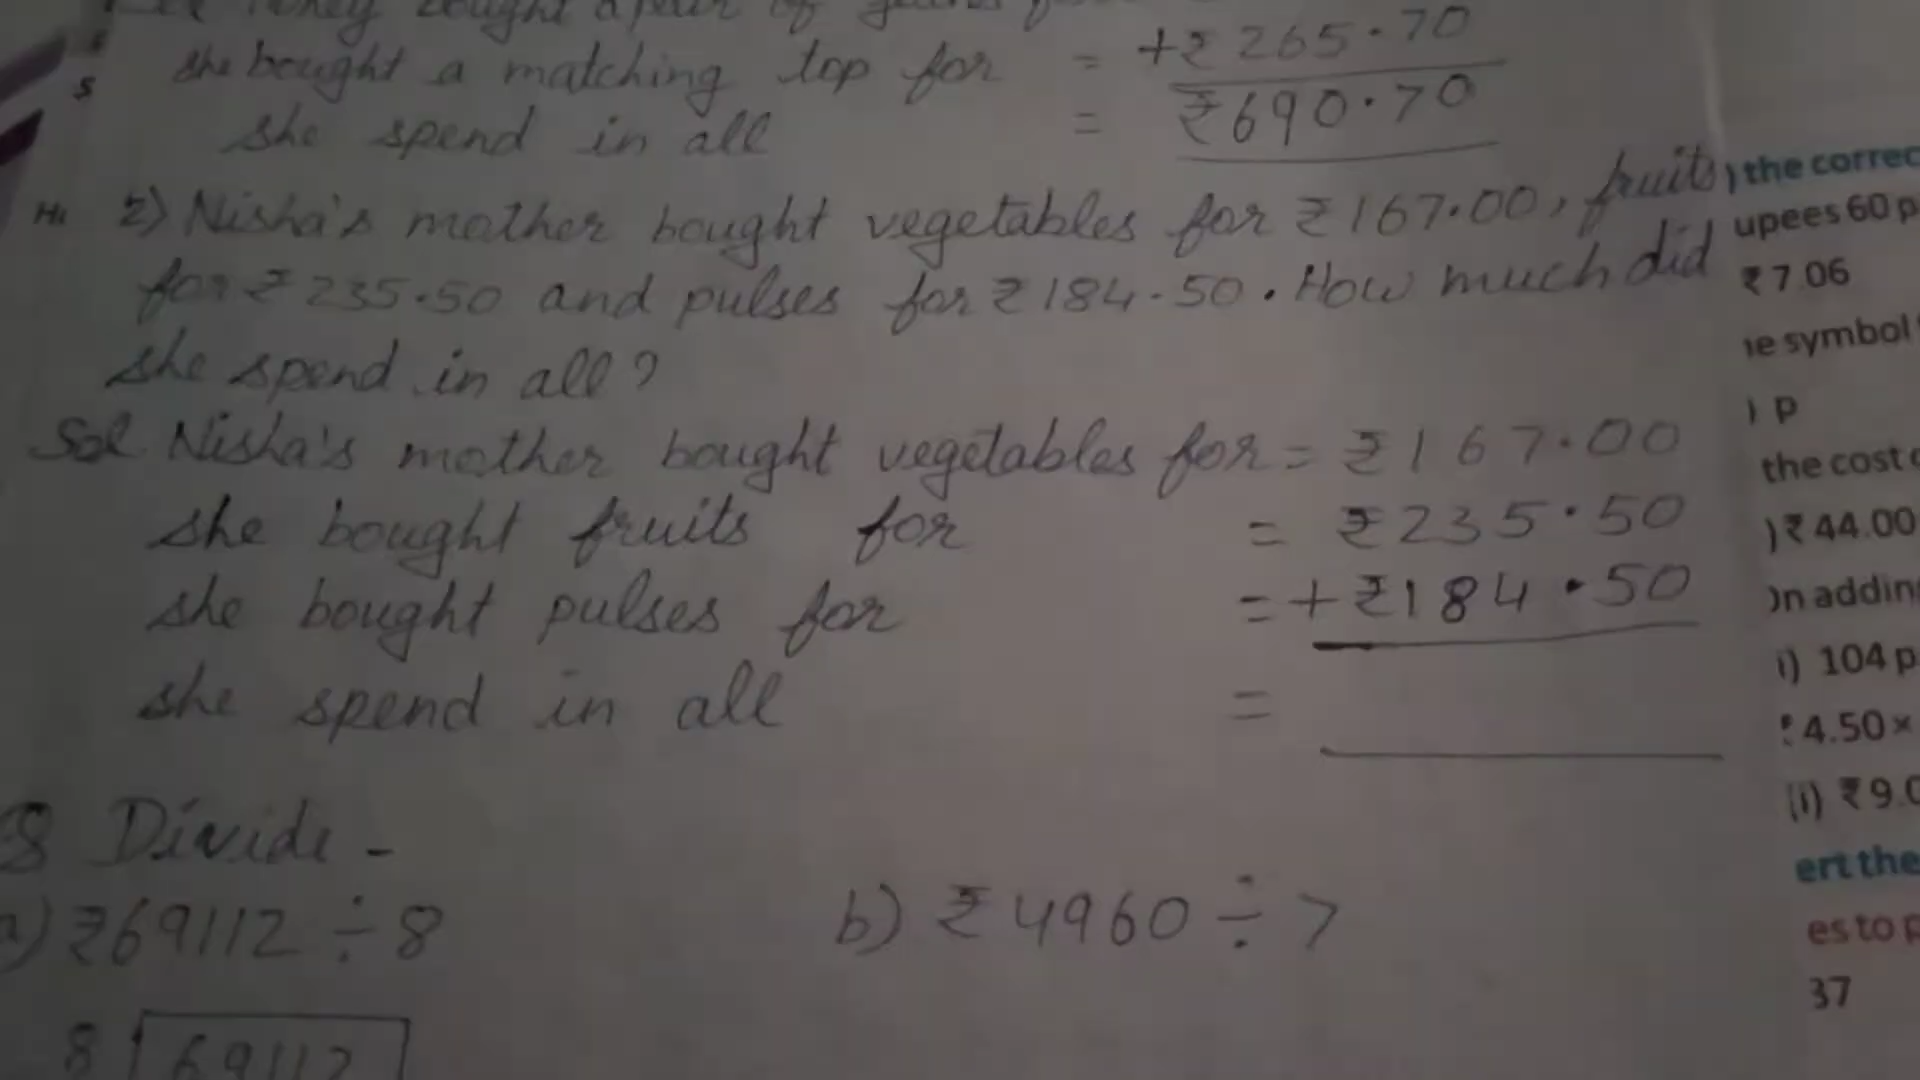 bought a pair of
she bought a matching top for = +₹ 265.70
she spend in all = ₹690.70
2) Nisha's mother bought vegetables for ₹167.00, fruits
for ₹235.50 and pulses for ₹184.50. How much did
she spend in all?
Sol Nisha's mother bought vegetables for = ₹167.00
she bought fruits for = ₹235.50
she bought pulses for = +₹184.50
she spend in all =
8 Divide -
a) ₹69112 ÷ 8 b) ₹4960 ÷ 7
8 69112
the correc
upees 60 p
₹7.06
symbol
p
the cost
) ₹44.00
n addin
i) 104 p
4.50 ×
(i) ₹9.0
ert the
es to p
37